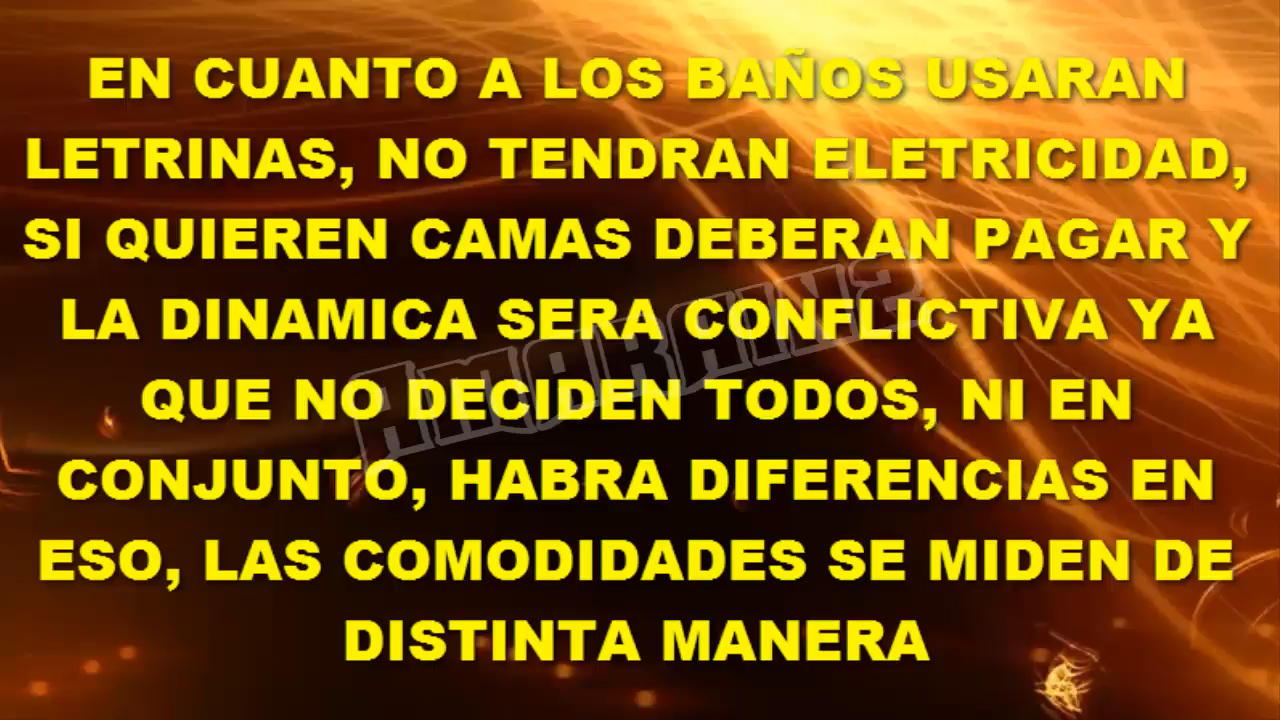 EN CUANTO A LOS BAÑOS USARAN
LETRINAS, NO TENDRAN ELETRICIDAD,
SI QUIEREN CAMAS DEBERAN PAGAR Y
LA DINAMICA SERA CONFLICTIVA YA
QUE NO DECIDEN TODOS, NI EN
CONJUNTO, HABRA DIFERENCIAS EN
ESO, LAS COMODIDADES SE MIDEN DE
DISTINTA MANERA